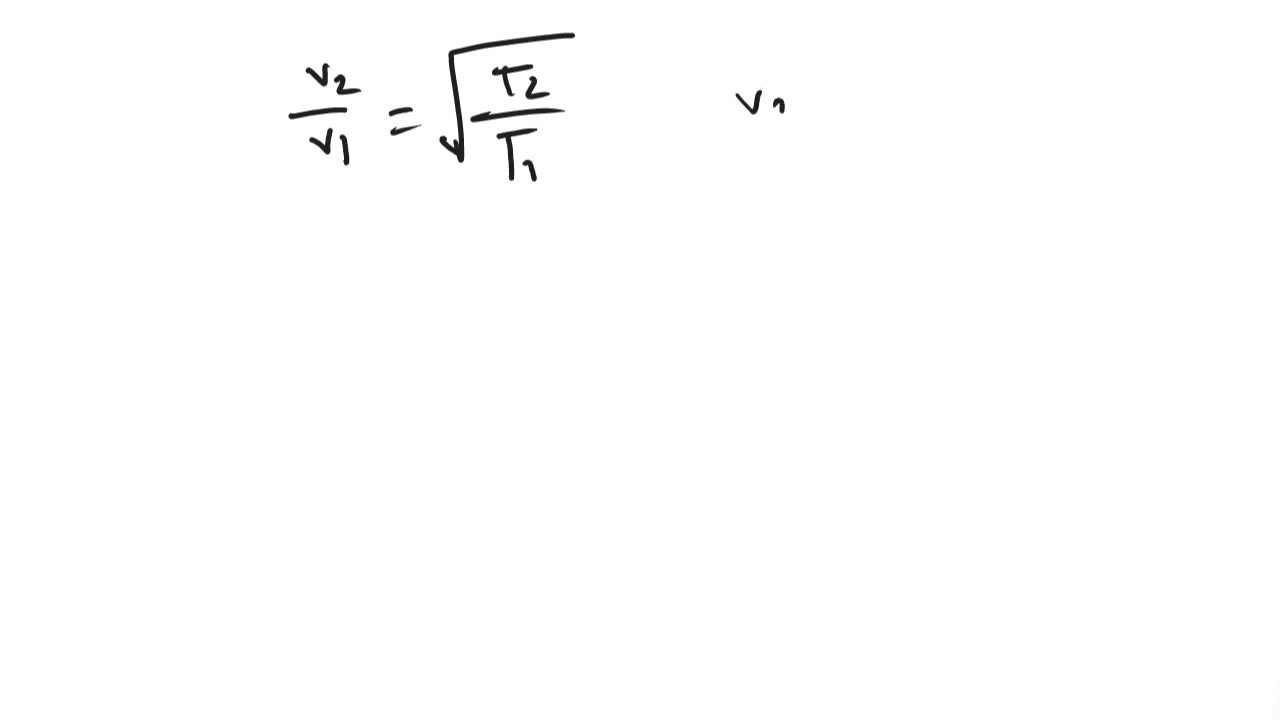 v₂/v₁ = √(T₂/T₁) v₁